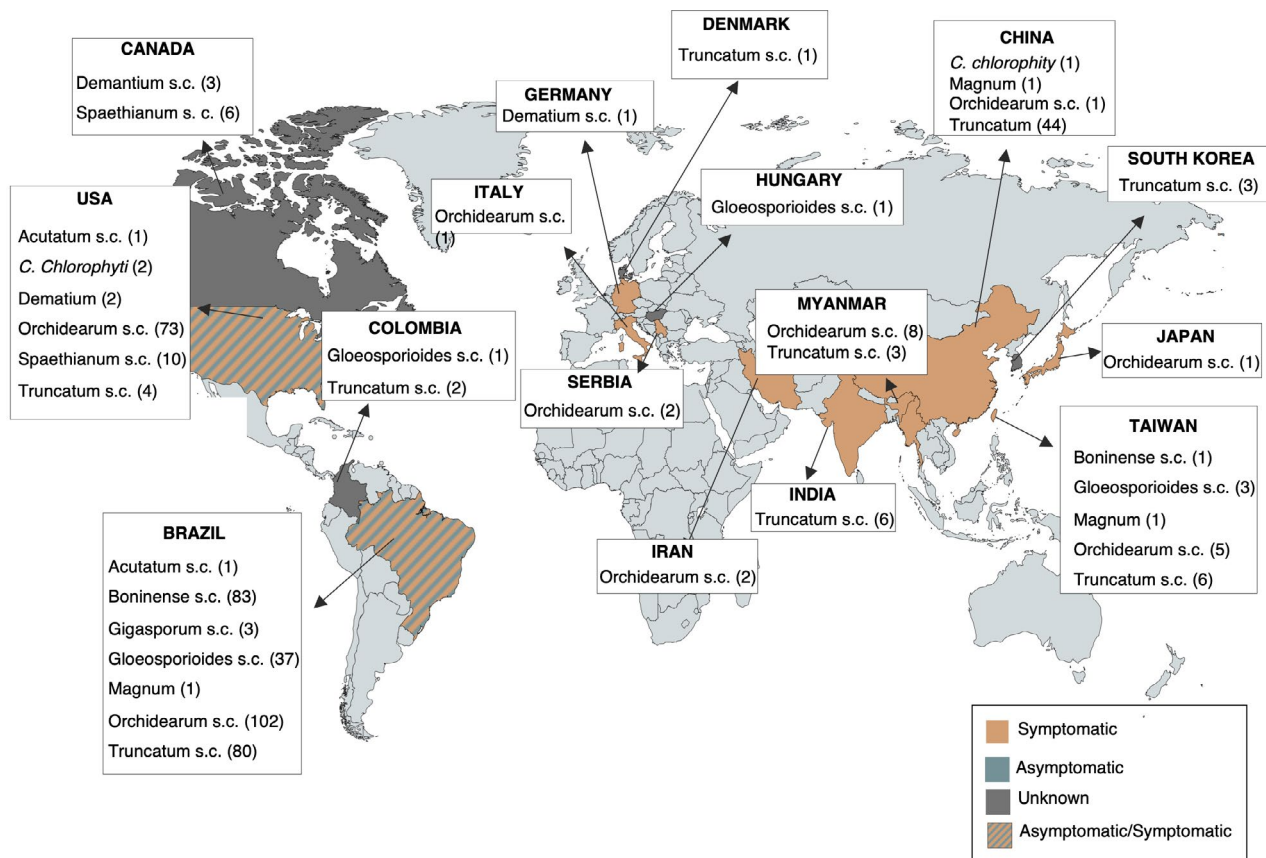 CANADA
Demantium s.c. (3)
Spaethianum s. c. (6)
USA
Acutatum s.c. (1)
C. Chlorophyti (2)
Dematium (2)
Orchidearum s.c. (73)
Spaethianum s.c. (10)
Truncatum s.c. (4)
COLOMBIA
Gloeosporioides s.c. (1)
Truncatum s.c. (2)
BRAZIL
Acutatum s.c. (1)
Boninense s.c. (83)
Gigasporum s.c. (3)
Gloeosporioides s.c. (37)
Magnum (1)
Orchidearum s.c. (102)
Truncatum s.c. (80)
DENMARK
Truncatum s.c. (1)
GERMANY
Dematium s.c. (1)
ITALY
Orchidearum s.c.
(1)
HUNGARY
Gloeosporioides s.c. (1)
SERBIA
Orchidearum s.c. (2)
IRAN
Orchidearum s.c. (2)
MYANMAR
Orchidearum s.c. (8)
Truncatum s.c. (3)
INDIA
Truncatum s.c. (6)
CHINA
C. chlorophity (1)
Magnum (1)
Orchidearum s.c. (1)
Truncatum (44)
SOUTH KOREA
Truncatum s.c. (3)
JAPAN
Orchidearum s.c. (1)
TAIWAN
Boninense s.c. (1)
Gloeosporioides s.c. (3)
Magnum (1)
Orchidearum s.c. (5)
Truncatum s.c. (6)
Symptomatic
Asymptomatic
Unknown
Asymptomatic/Symptomatic